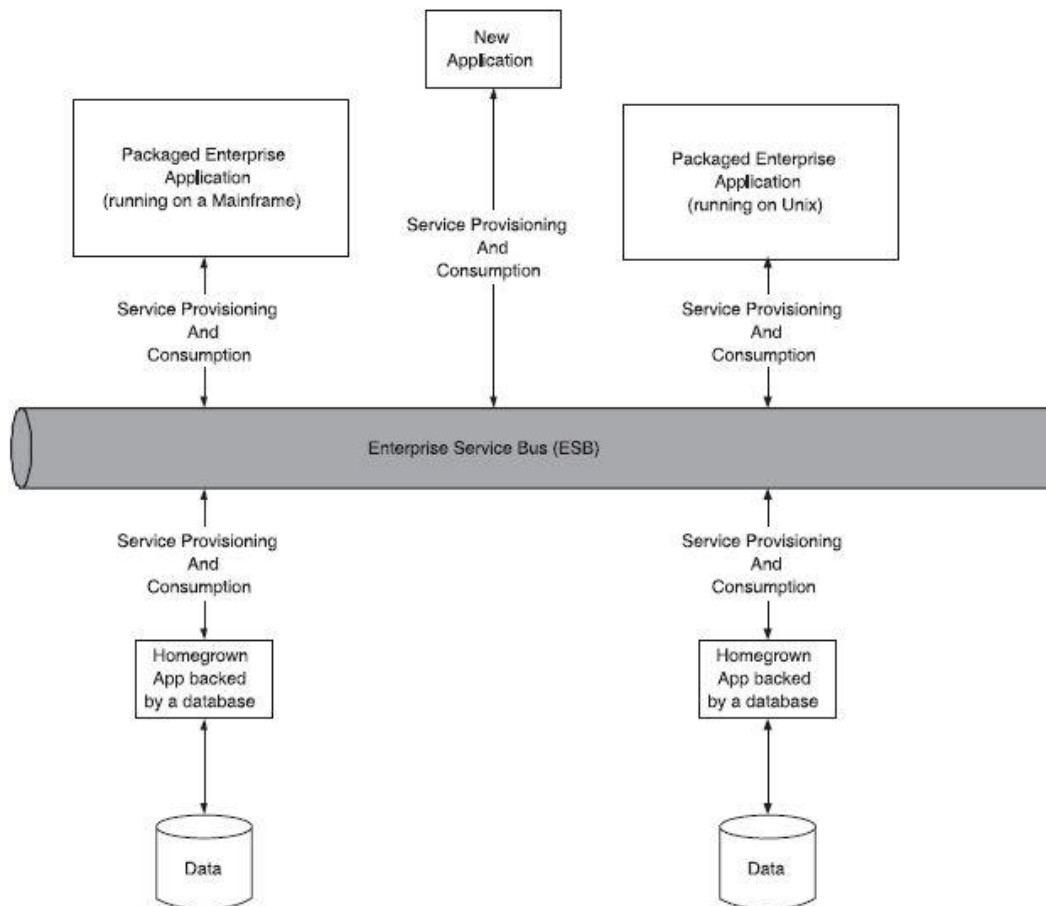 New
Application
Packaged Enterprise
Application
(running on a Mainframe)
Packaged Enterprise
Application
(running on Unix)
Service Provisioning
And
Consumption
Service Provisioning
And
Consumption
Service Provisioning
And
Consumption
Enterprise Service Bus (ESB)
Service Provisioning
And
Consumption
Service Provisioning
And
Consumption
Homegrown
App backed
by a database
Homegrown
App backed
by a database
Data
Data